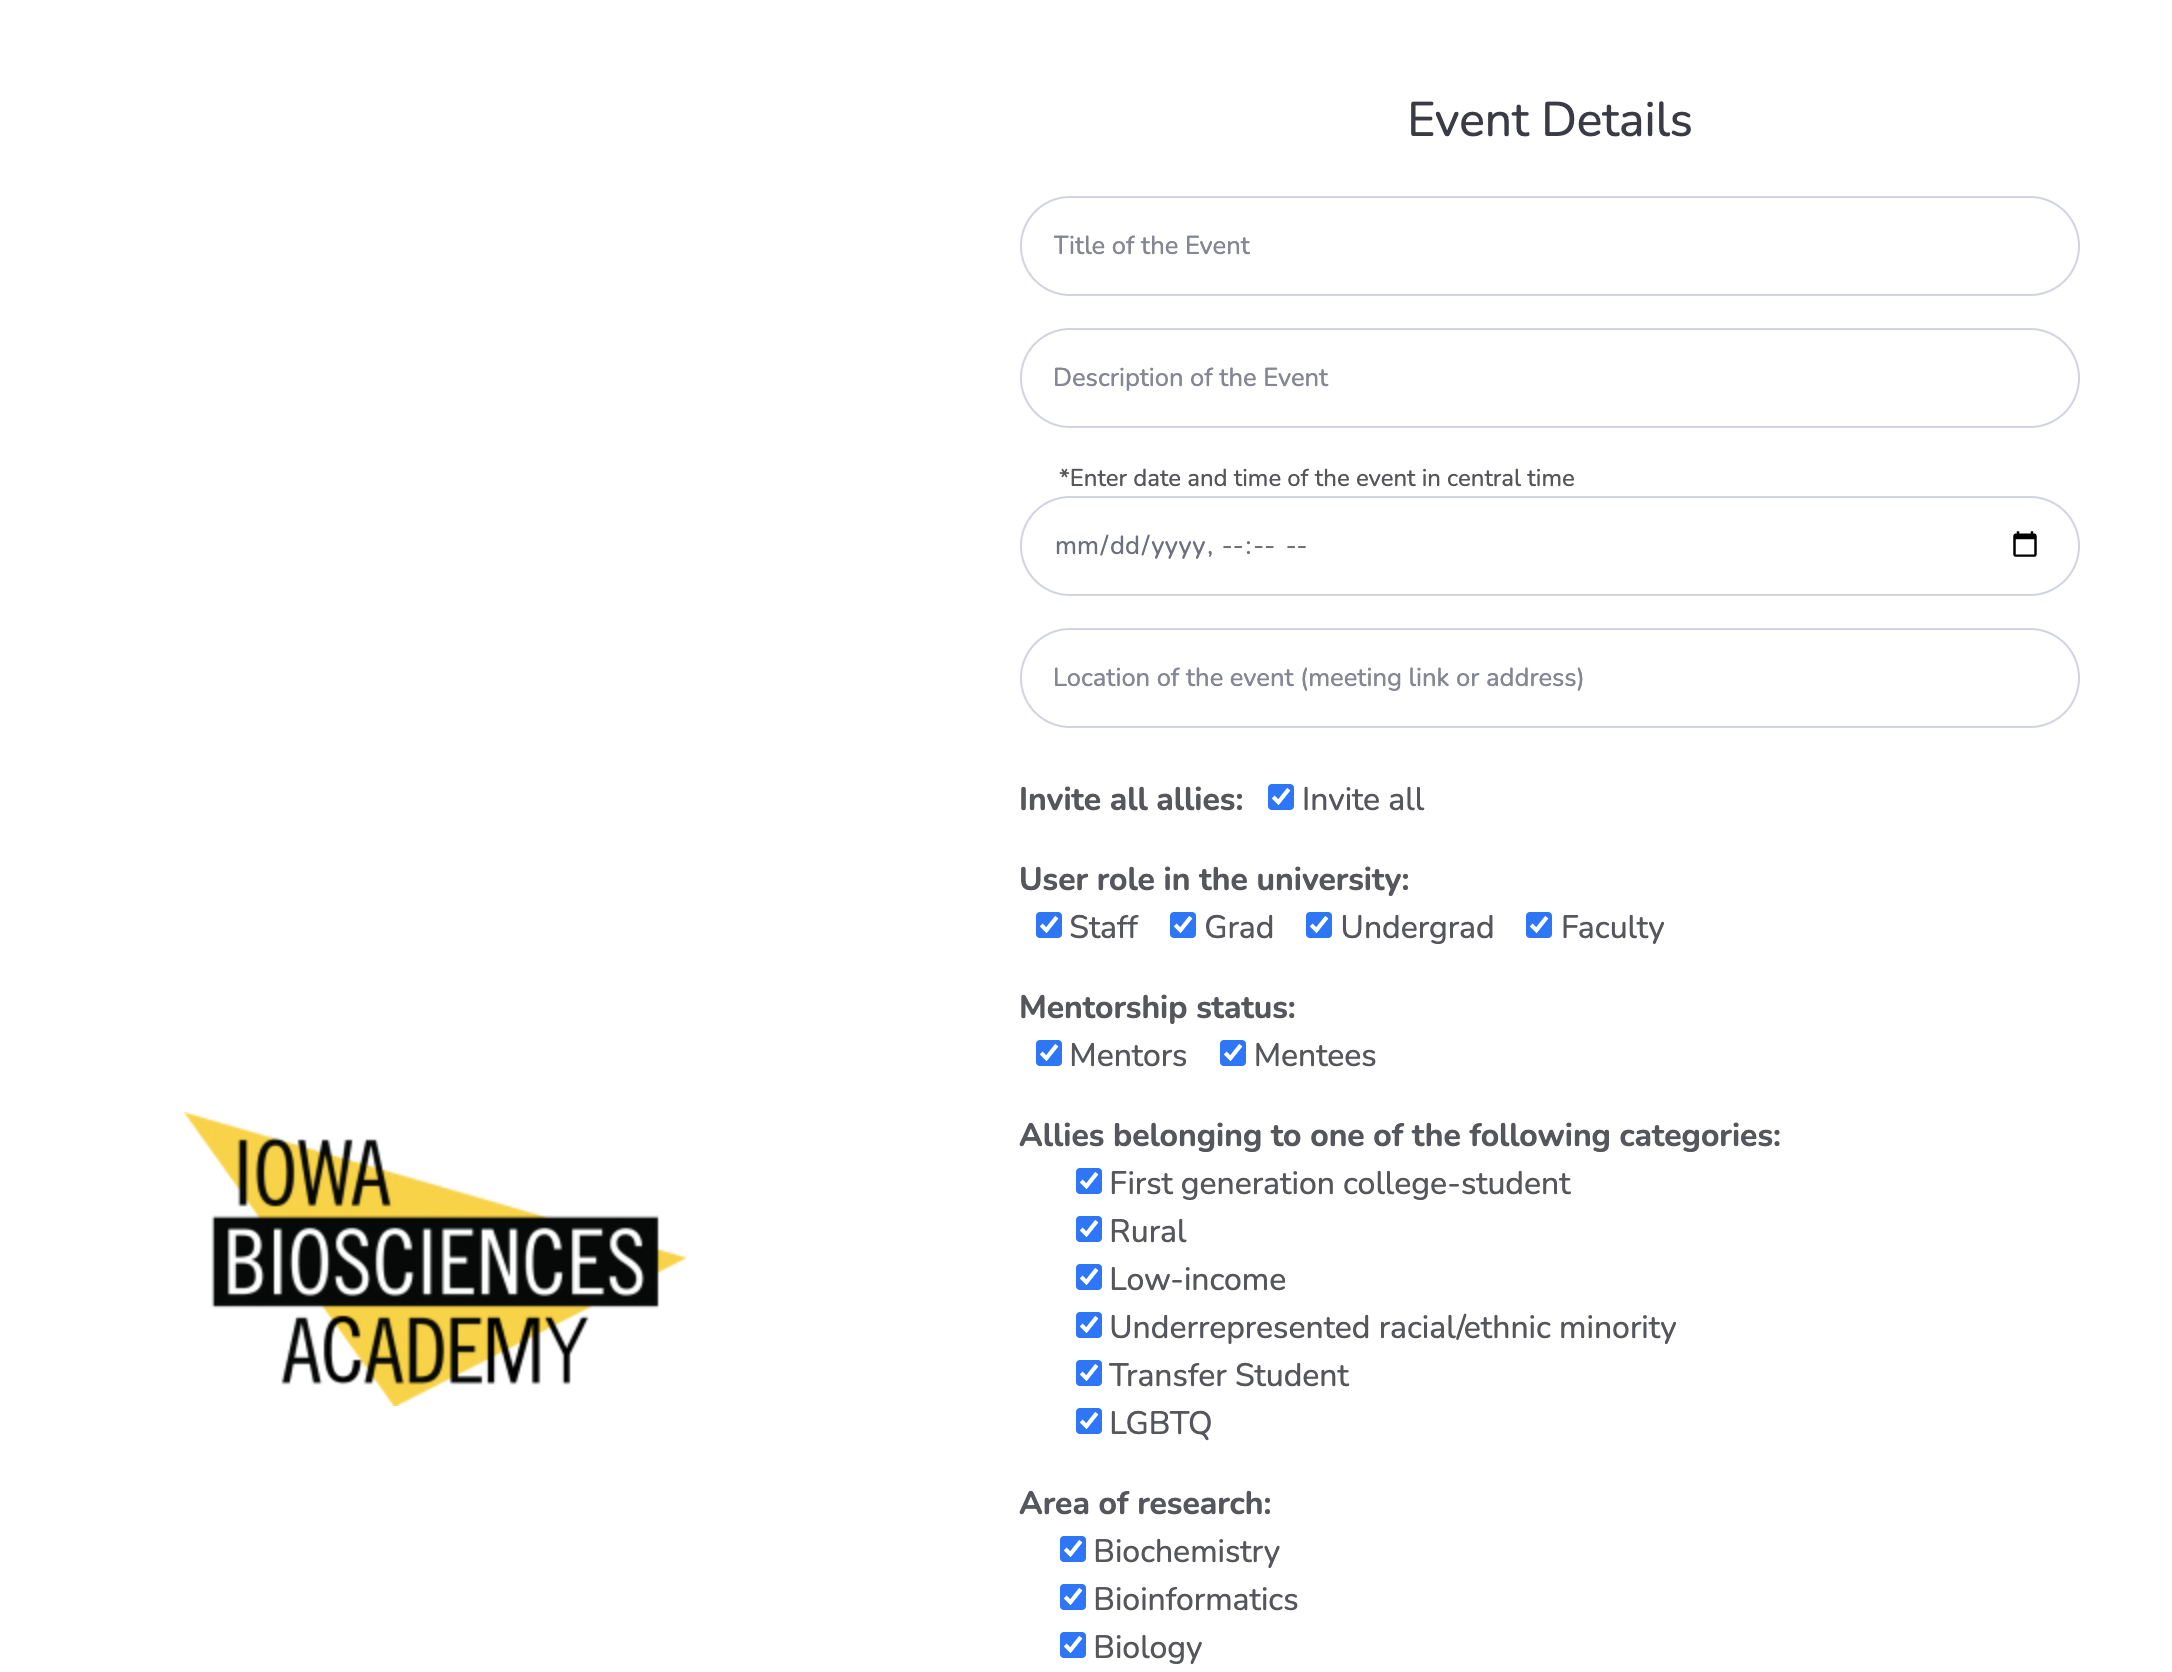 Event Details
Title of the Event
Description of the Event
*Enter date and time of the event in central time
mm/dd/yyyy, --:-- --
Location of the event (meeting link or address)
Invite all allies: Invite all
User role in the university:
Staff Grad Undergrad Faculty
Mentorship status:
Mentors Mentees
Allies belonging to one of the following categories:
First generation college-student
Rural
Low-income
Underrepresented racial/ethnic minority
Transfer Student
LGBTQ
Area of research:
Biochemistry
Bioinformatics
Biology
IOWA
BIOSCIENCES
ACADEMY